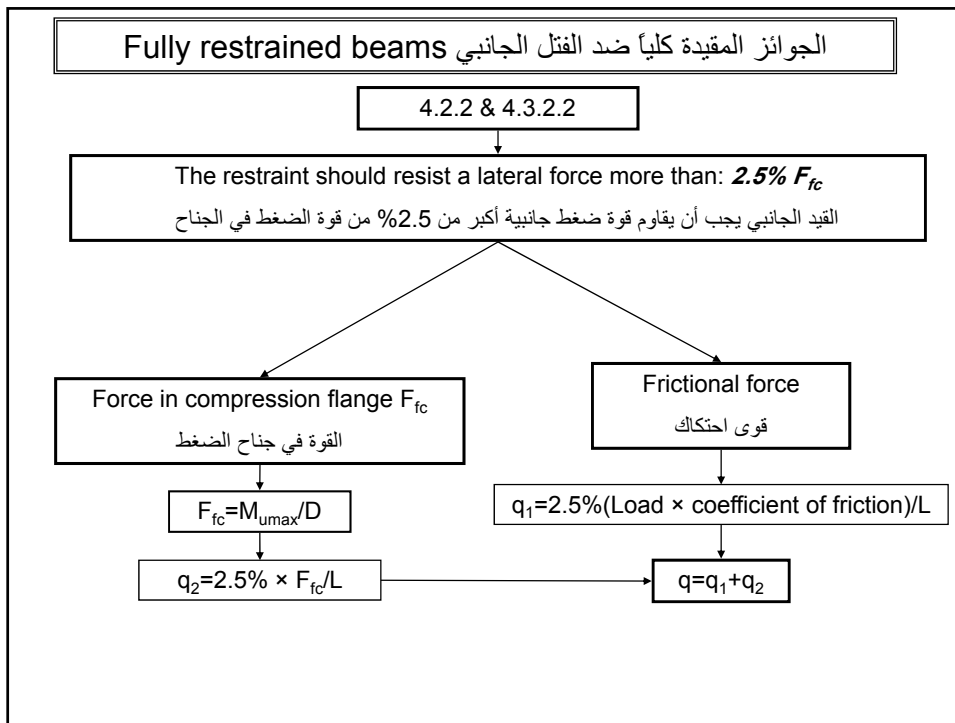 Fully restrained beams الجوائز المقيدة كلياً ضد الفتل الجانبي
4.2.2 & 4.3.2.2
The restraint should resist a lateral force more than: 2.5% Ffc
القيد الجانبي يجب أن يقاوم قوة ضغط جانبية أكبر من 2.5% من قوة الضغط في الجناح
Force in compression flange Ffc
القوة في جناح الضغط
Frictional force
قوى احتكاك
Ffc=Mumax/D
q1=2.5%(Load × coefficient of friction)/L
q2=2.5% × Ffc/L
q=q1+q2